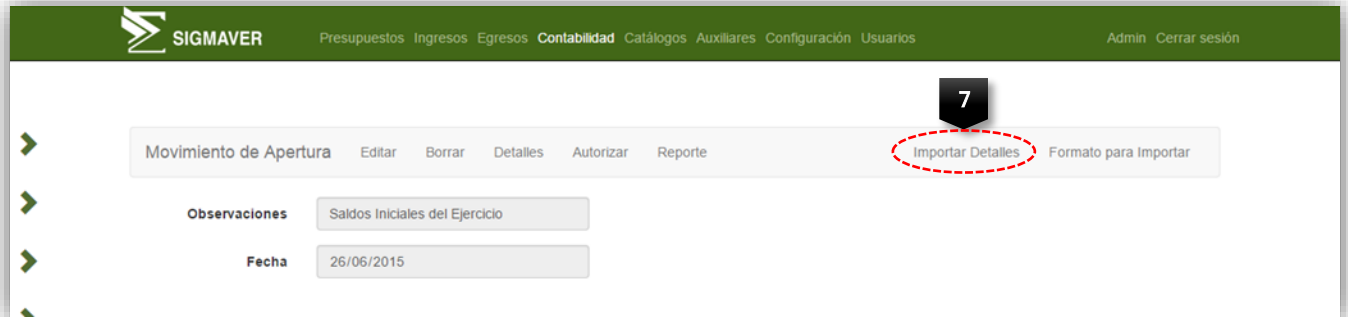 SIGMAVER Presupuestos Ingresos Egresos Contabilidad Catálogos Auxiliares Configuración Usuarios Admin Cerrar sesión
7
Movimiento de Apertura Editar Borrar Detalles Autorizar Reporte Importar Detalles Formato para Importar
Observaciones Saldos Iniciales del Ejercicio
Fecha 26/06/2015